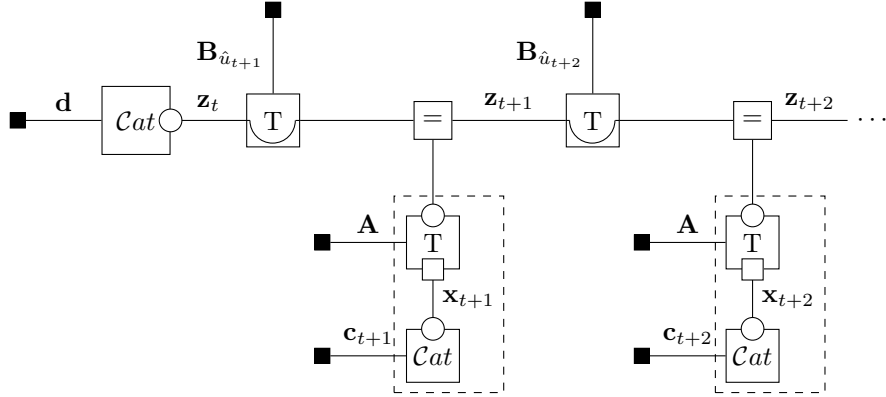 𝐁_{û_{t+1}} 𝐁_{û_{t+2}}
𝐝 𝒞at 𝐳_t T = 𝐳_{t+1} T = 𝐳_{t+2} ⋯
𝐀 T 𝐀 T
𝐱_{t+1} 𝐱_{t+2}
𝐜_{t+1} 𝒞at 𝐜_{t+2} 𝒞at